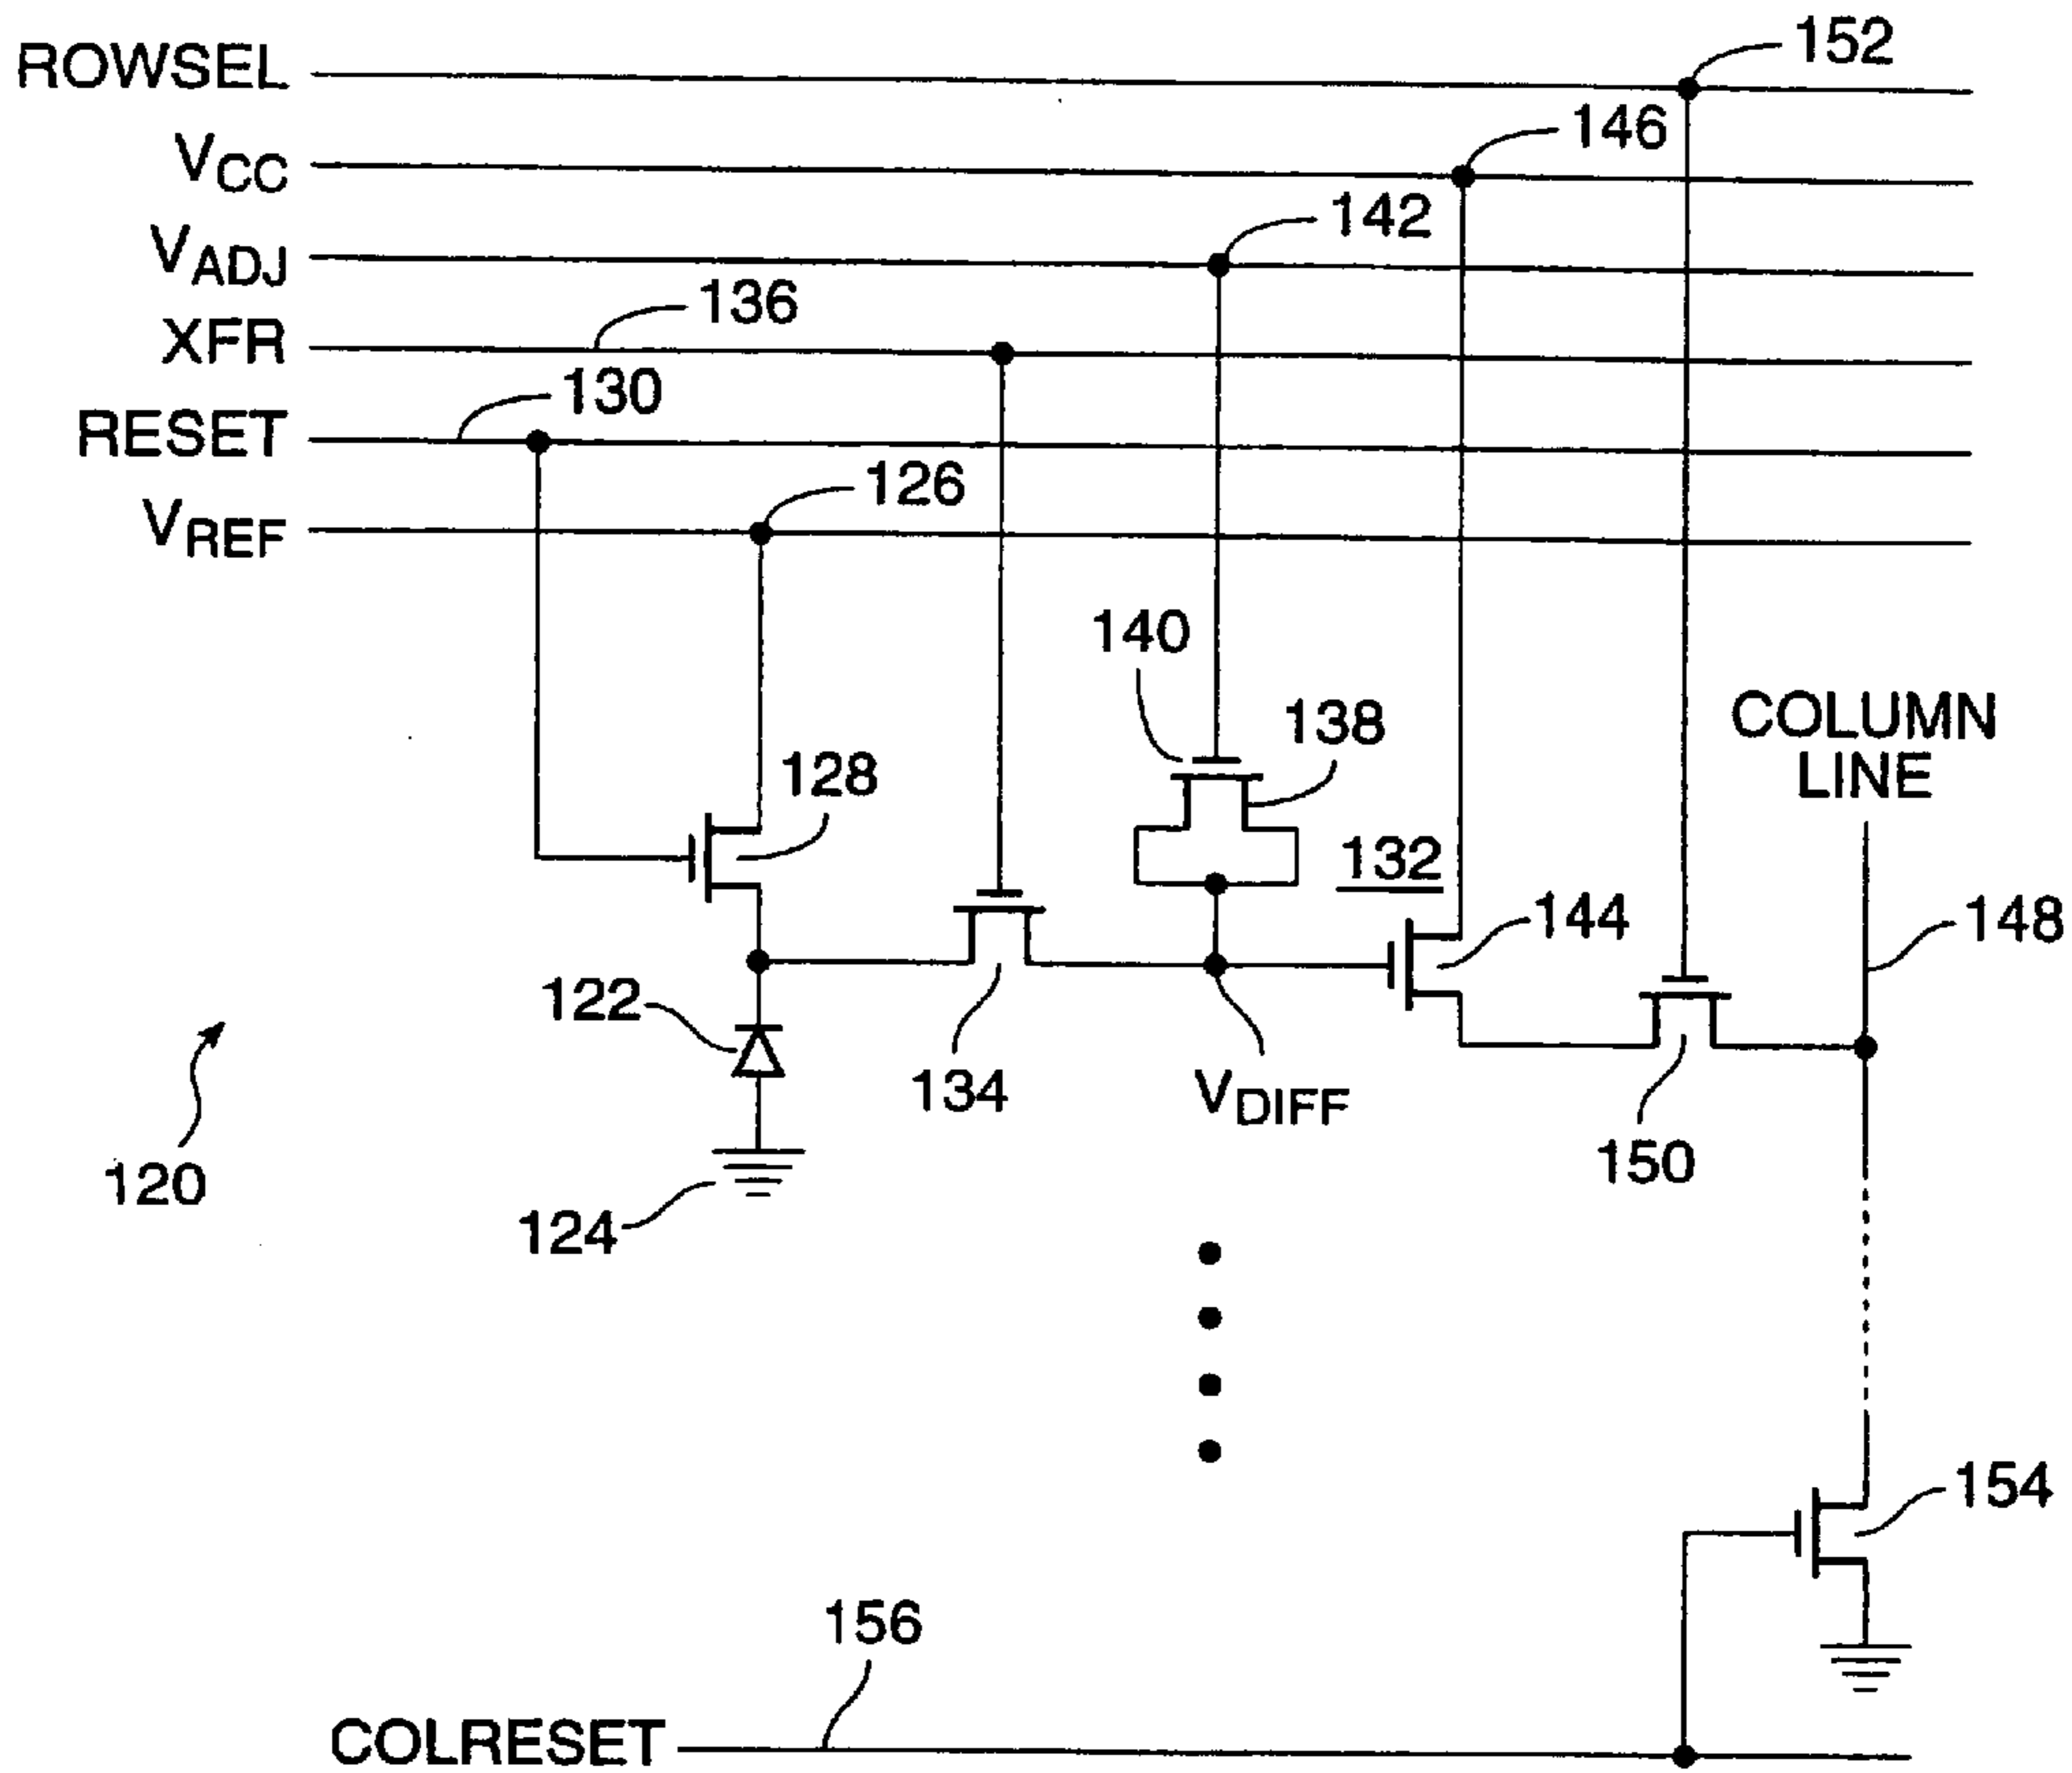 ROWSEL
152
VCC
146
VADJ
142
XFR
136
RESET
130
VREF
126
140
138
COLUMN
LINE
128
132
144
148
122
134
VDIFF
150
120
124
154
156
COLRESET